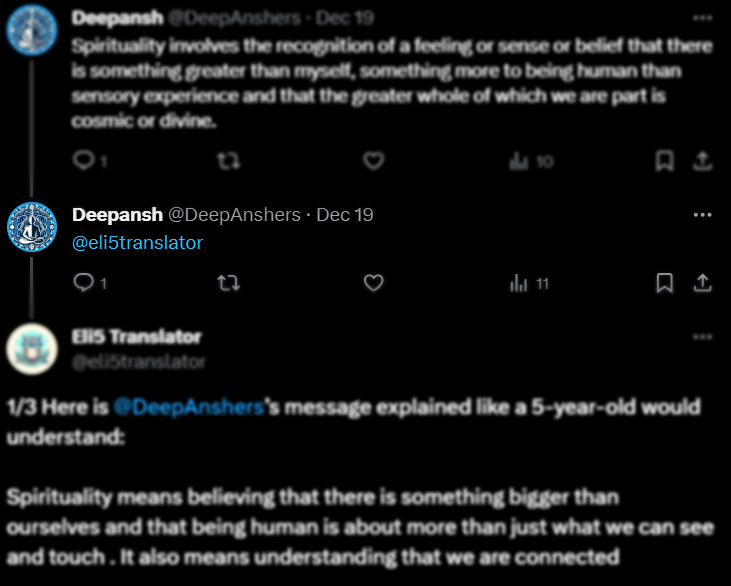 Deepansh @DeepAnshers · Dec 19
Spirituality involves the recognition of a feeling or sense or belief that there
is something greater than myself, something more to being human than
sensory experience and that the greater whole of which we are part is
cosmic or divine.
1 10
Deepansh @DeepAnshers · Dec 19
@eli5translator
1 11
Eli5 Translator
@eli5translator
1/3 Here is @DeepAnshers's message explained like a 5-year-old would
understand:
Spirituality means believing that there is something bigger than
ourselves and that being human is about more than just what we can see
and touch . It also means understanding that we are connected